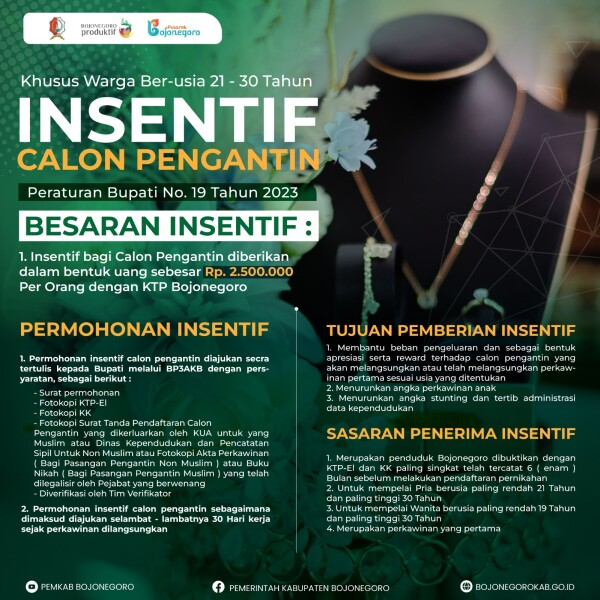 BOJONEGORO
produktif
Pinarak
Bojonegoro
Khusus Warga Ber-usia 21 - 30 Tahun
INSENTIF
CALON PENGANTIN
Peraturan Bupati No. 19 Tahun 2023
BESARAN INSENTIF :
1. Insentif bagi Calon Pengantin diberikan
dalam bentuk uang sebesar Rp. 2.500.000
Per Orang dengan KTP Bojonegoro
PERMOHONAN INSENTIF
1. Permohonan insentif calon pengantin diajukan secra
tertulis kepada Bupati melalui BP3AKB dengan pers-
yaratan, sebagai berikut :
- Surat permohonan
- Fotokopi KTP-El
- Fotokopi KK
- Fotokopi Surat Tanda Pendaftaran Calon
Pengantin yang dikerluarkan oleh KUA untuk yang
Muslim atau Dinas Kependudukan dan Pencatatan
Sipil Untuk Non Muslim atau Fotokopi Akta Perkawinan
( Bagi Pasangan Pengantin Non Muslim ) atau Buku
Nikah ( Bagi Pasangan Pengantin Muslim ) yang telah
dilegalisir oleh Pejabat yang berwenang
- Diverifikasi oleh Tim Verifikator
2. Permohonan insentif calon pengantin sebagaimana
dimaksud diajukan selambat - lambatnya 30 Hari kerja
sejak perkawinan dilangsungkan
TUJUAN PEMBERIAN INSENTIF
1. Membantu beban pengeluaran dan sebagai bentuk
apresiasi serta reward terhadap calon pengantin yang
akan melangsungkan atau telah melangsungkan perkaw-
inan pertama sesuai usia yang ditentukan
2. Menurunkan angka perkawinan anak
3. Menurunkan angka stunting dan tertib administrasi
data kependudukan
SASARAN PENERIMA INSENTIF
1. Merupakan penduduk Bojonegoro dibuktikan dengan
KTP-El dan KK paling singkat telah tercatat 6 ( enam )
Bulan sebelum melakukan pendaftaran pernikahan
2. Untuk mempelai Pria berusia paling rendah 21 Tahun
dan paling tinggi 30 Tahun
3. Untuk mempelai Wanita berusia paling rendah 19 Tahun
dan paling tinggi 30 Tahun
4. Merupakan perkawinan yang pertama
PEMKAB BOJONEGORO
PEMERINTAH KABUPATEN BOJONEGORO
BOJONEGOROKAB.GO.ID